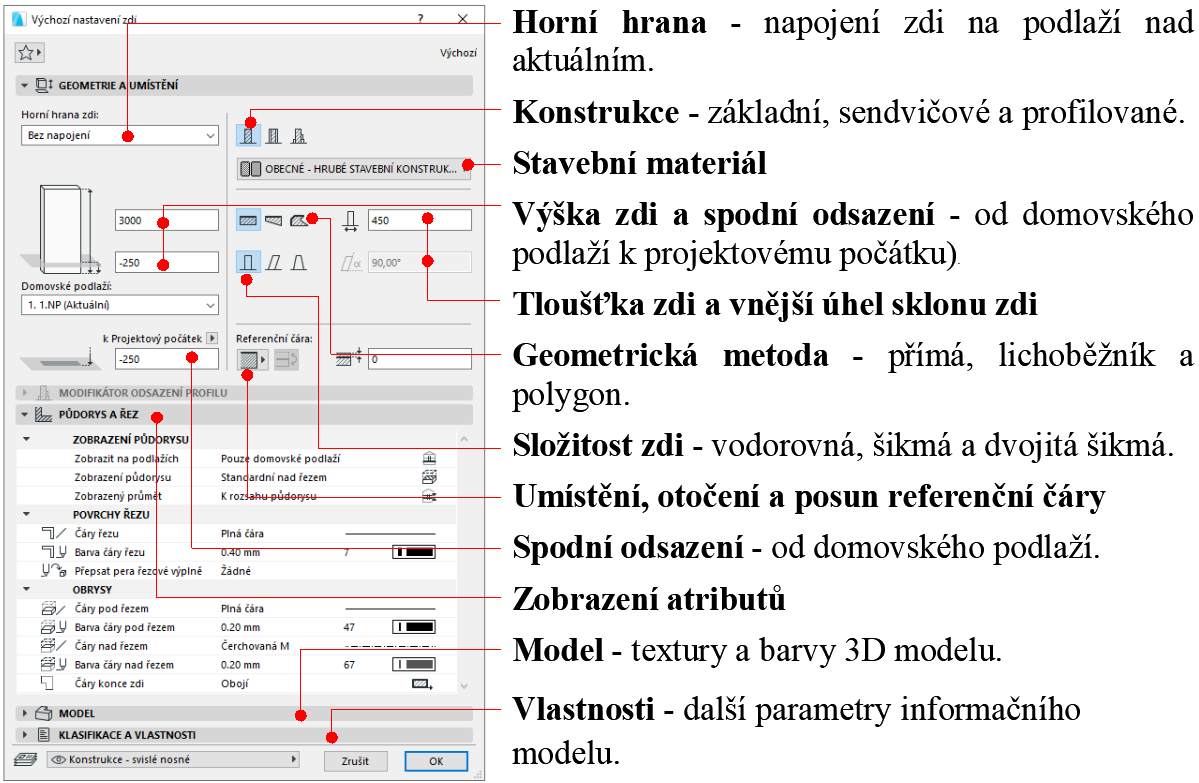 Výchozí nastavení zdi
?
Výchozí
GEOMETRIE A UMÍSTĚNÍ
Horní hrana zdi:
Bez napojení
OBECNÉ - HRUBÉ STAVEBNÍ KONSTRUK...
3000
450
-250
α
90,00°
Domovské podlaží:
1. 1.NP (Aktuální)
k Projektový počátek
Referenční čára:
-250
0
MODIFIKÁTOR ODSAZENÍ PROFILU
PŮDORYS A ŘEZ
ZOBRAZENÍ PŮDORYSU
Zobrazit na podlažích Pouze domovské podlaží
Zobrazení půdorysu Standardní nad řezem
Zobrazený průmět K rozsahu půdorysu
POVRCHY ŘEZU
Čáry řezu Plná čára
Barva čáry řezu 0.40 mm 7
Přepsat pera řezové výplně Žádné
OBRYSY
Čáry pod řezem Plná čára
Barva čáry pod řezem 0.20 mm 47
Čáry nad řezem Čerchovaná M
Barva čáry nad řezem 0.20 mm 67
Čáry konce zdi Obojí
MODEL
KLASIFIKACE A VLASTNOSTI
Konstrukce - svislé nosné
Zrušit
OK
Horní hrana - napojení zdi na podlaží nad
aktuálním.
Konstrukce - základní, sendvičové a profilované.
Stavební materiál
Výška zdi a spodní odsazení - od domovského
podlaží k projektovému počátku).
Tloušťka zdi a vnější úhel sklonu zdi
Geometrická metoda - přímá, lichoběžník a
polygon.
Složitost zdi - vodorovná, šikmá a dvojitá šikmá.
Umístění, otočení a posun referenční čáry
Spodní odsazení - od domovského podlaží.
Zobrazení atributů
Model - textury a barvy 3D modelu.
Vlastnosti - další parametry informačního
modelu.